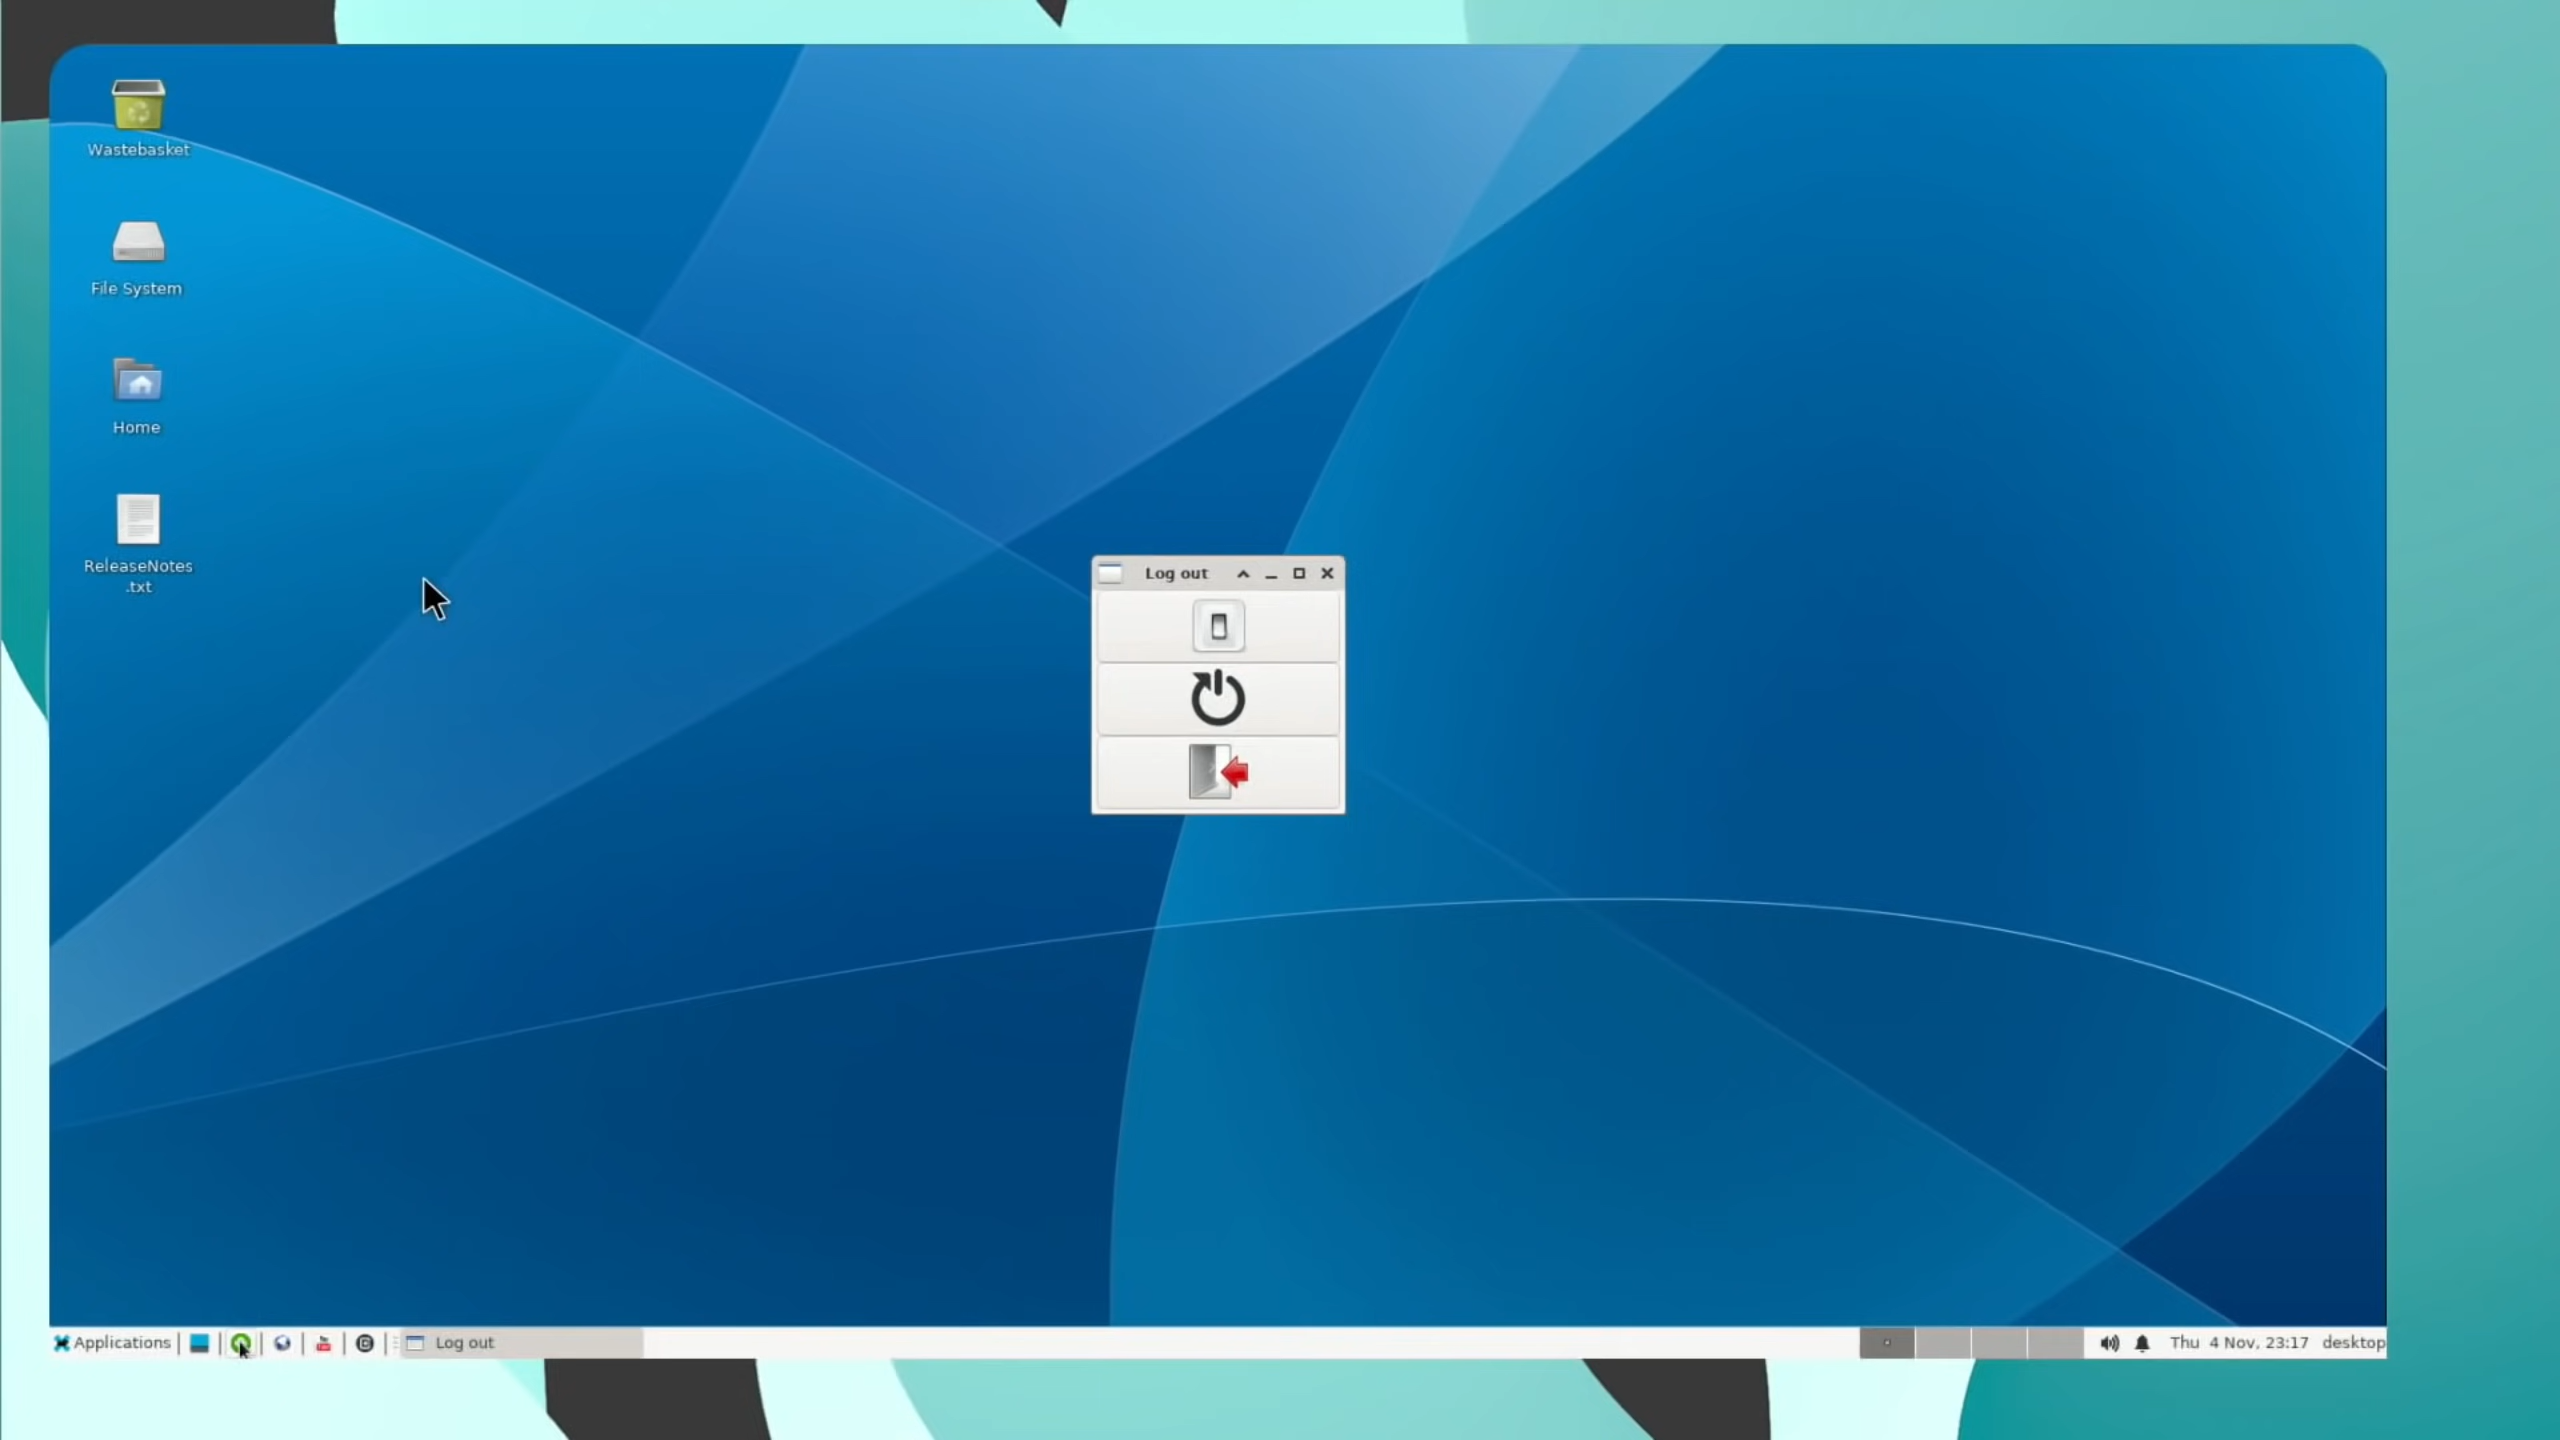 Wastebasket
File System
Home
ReleaseNotes
.txt
Log out
Applications
Log out
Thu 4 Nov, 23:17
desktop